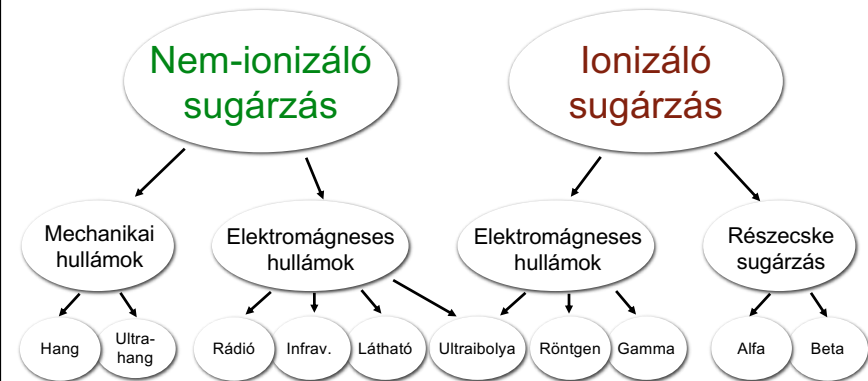 Nem-ionizáló
sugárzás
Ionizáló
sugárzás
Mechanikai
hullámok
Elektromágneses
hullámok
Elektromágneses
hullámok
Részecske
sugárzás
Hang
Ultra-
hang
Rádió
Infrav.
Látható
Ultraibolya
Röntgen
Gamma
Alfa
Beta